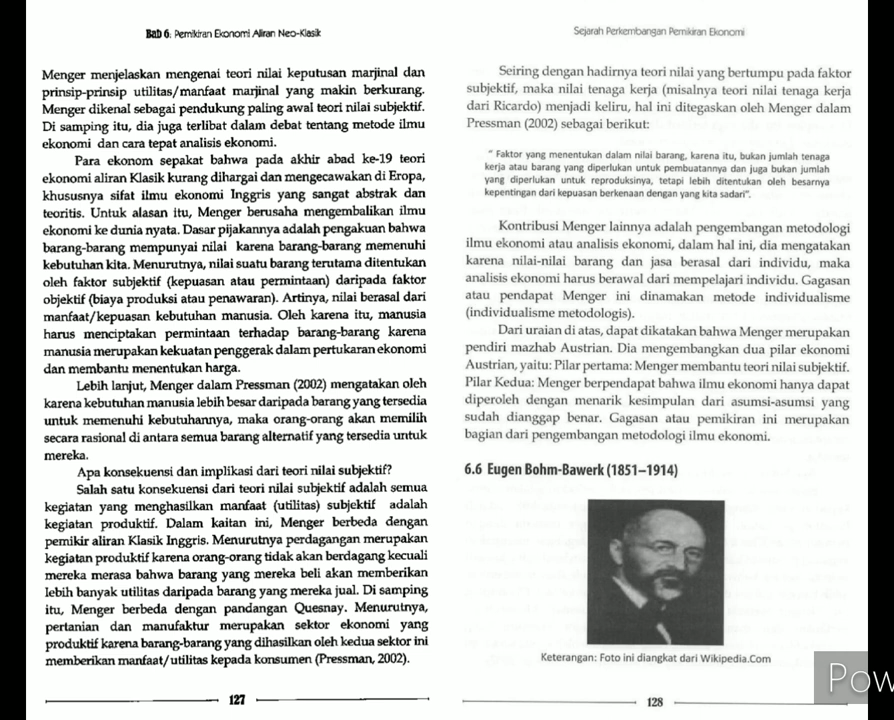 Bab 6: Pemikiran Ekonomi Aliran Neo-Klasik
Menger menjelaskan mengenai teori nilai keputusan marjinal dan
prinsip-prinsip utilitas/manfaat marjinal yang makin berkurang.
Menger dikenal sebagai pendukung paling awal teori nilai subjektif.
Di samping itu, dia juga terlibat dalam debat tentang metode ilmu
ekonomi dan cara tepat analisis ekonomi.
Para ekonom sepakat bahwa pada akhir abad ke-19 teori
ekonomi aliran Klasik kurang dihargai dan mengecewakan di Eropa,
khususnya sifat ilmu ekonomi Inggris yang sangat abstrak dan
teoritis. Untuk alasan itu, Menger berusaha mengembalikan ilmu
ekonomi ke dunia nyata. Dasar pijakannya adalah pengakuan bahwa
barang-barang mempunyai nilai karena barang-barang memenuhi
kebutuhan kita. Menurutnya, nilai suatu barang terutama ditentukan
oleh faktor subjektif (kepuasan atau permintaan) daripada faktor
objektif (biaya produksi atau penawaran). Artinya, nilai berasal dari
manfaat/kepuasan kebutuhan manusia. Oleh karena itu, manusia
harus menciptakan permintaan terhadap barang-barang karena
manusia merupakan kekuatan penggerak dalam pertukaran ekonomi
dan membantu menentukan harga.
Lebih lanjut, Menger dalam Pressman (2002) mengatakan oleh
karena kebutuhan manusia lebih besar daripada barang yang tersedia
untuk memenuhi kebutuhannya, maka orang-orang akan memilih
secara rasional di antara semua barang alternatif yang tersedia untuk
mereka.
Apa konsekuensi dan implikasi dari teori nilai subjektif?
Salah satu konsekuensi dari teori nilai subjektif adalah semua
kegiatan yang menghasilkan manfaat (utilitas) subjektif adalah
kegiatan produktif. Dalam kaitan ini, Menger berbeda dengan
pemikir aliran Klasik Inggris. Menurutnya perdagangan merupakan
kegiatan produktif karena orang-orang tidak akan berdagang kecuali
mereka merasa bahwa barang yang mereka beli akan memberikan
lebih banyak utilitas daripada barang yang mereka jual. Di samping
itu, Menger berbeda dengan pandangan Quesnay. Menurutnya,
pertanian dan manufaktur merupakan sektor ekonomi yang
produktif karena barang-barang yang dihasilkan oleh kedua sektor ini
memberikan manfaat/utilitas kepada konsumen (Pressman, 2002).
127
Sejarah Perkembangan Pemikiran Ekonomi
Seiring dengan hadirnya teori nilai yang bertumpu pada faktor
subjektif, maka nilai tenaga kerja (misalnya teori nilai tenaga kerja
dari Ricardo) menjadi keliru, hal ini ditegaskan oleh Menger dalam
Pressman (2002) sebagai berikut:
" Faktor yang menentukan dalam nilai barang, karena itu, bukan jumlah tenaga
kerja atau barang yang diperlukan untuk pembuatannya dan juga bukan jumlah
yang diperlukan untuk reproduksinya, tetapi lebih ditentukan oleh besarnya
kepentingan dari kepuasan berkenaan dengan yang kita sadari".
Kontribusi Menger lainnya adalah pengembangan metodologi
ilmu ekonomi atau analisis ekonomi, dalam hal ini, dia mengatakan
karena nilai-nilai barang dan jasa berasal dari individu, maka
analisis ekonomi harus berawal dari mempelajari individu. Gagasan
atau pendapat Menger ini dinamakan metode individualisme
(individualisme metodologis).
Dari uraian di atas, dapat dikatakan bahwa Menger merupakan
pendiri mazhab Austrian. Dia mengembangkan dua pilar ekonomi
Austrian, yaitu: Pilar pertama: Menger membantu teori nilai subjektif.
Pilar Kedua: Menger berpendapat bahwa ilmu ekonomi hanya dapat
diperoleh dengan menarik kesimpulan dari asumsi-asumsi yang
sudah dianggap benar. Gagasan atau pemikiran ini merupakan
bagian dari pengembangan metodologi ilmu ekonomi.
6.6 Eugen Bohm-Bawerk (1851–1914)
Keterangan: Foto ini diangkat dari Wikipedia.Com
128
Pow